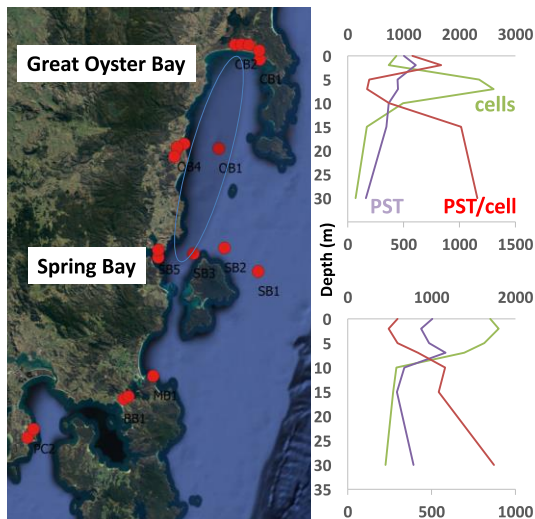 Great Oyster Bay
CB2
CB1
OB4
OB1
Spring Bay
SB5
SB3
SB2
SB1
MB1
BB1
PC2
0 1000 2000 3000
0
5
10
15
20
25
30
cells
PST
PST/cell
0 500 1000 1500
Depth (m)
0 1000 2000
0
5
10
15
20
25
30
35
0 500 1000